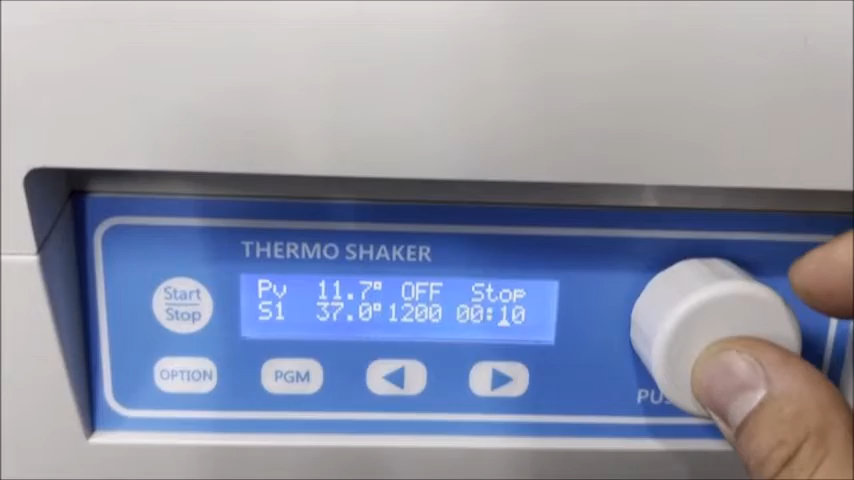 THERMO SHAKER
Start
Stop
Pv 11.7° OFF Stop
S1 37.0° 1200 00:10
OPTION
PGM
PUS